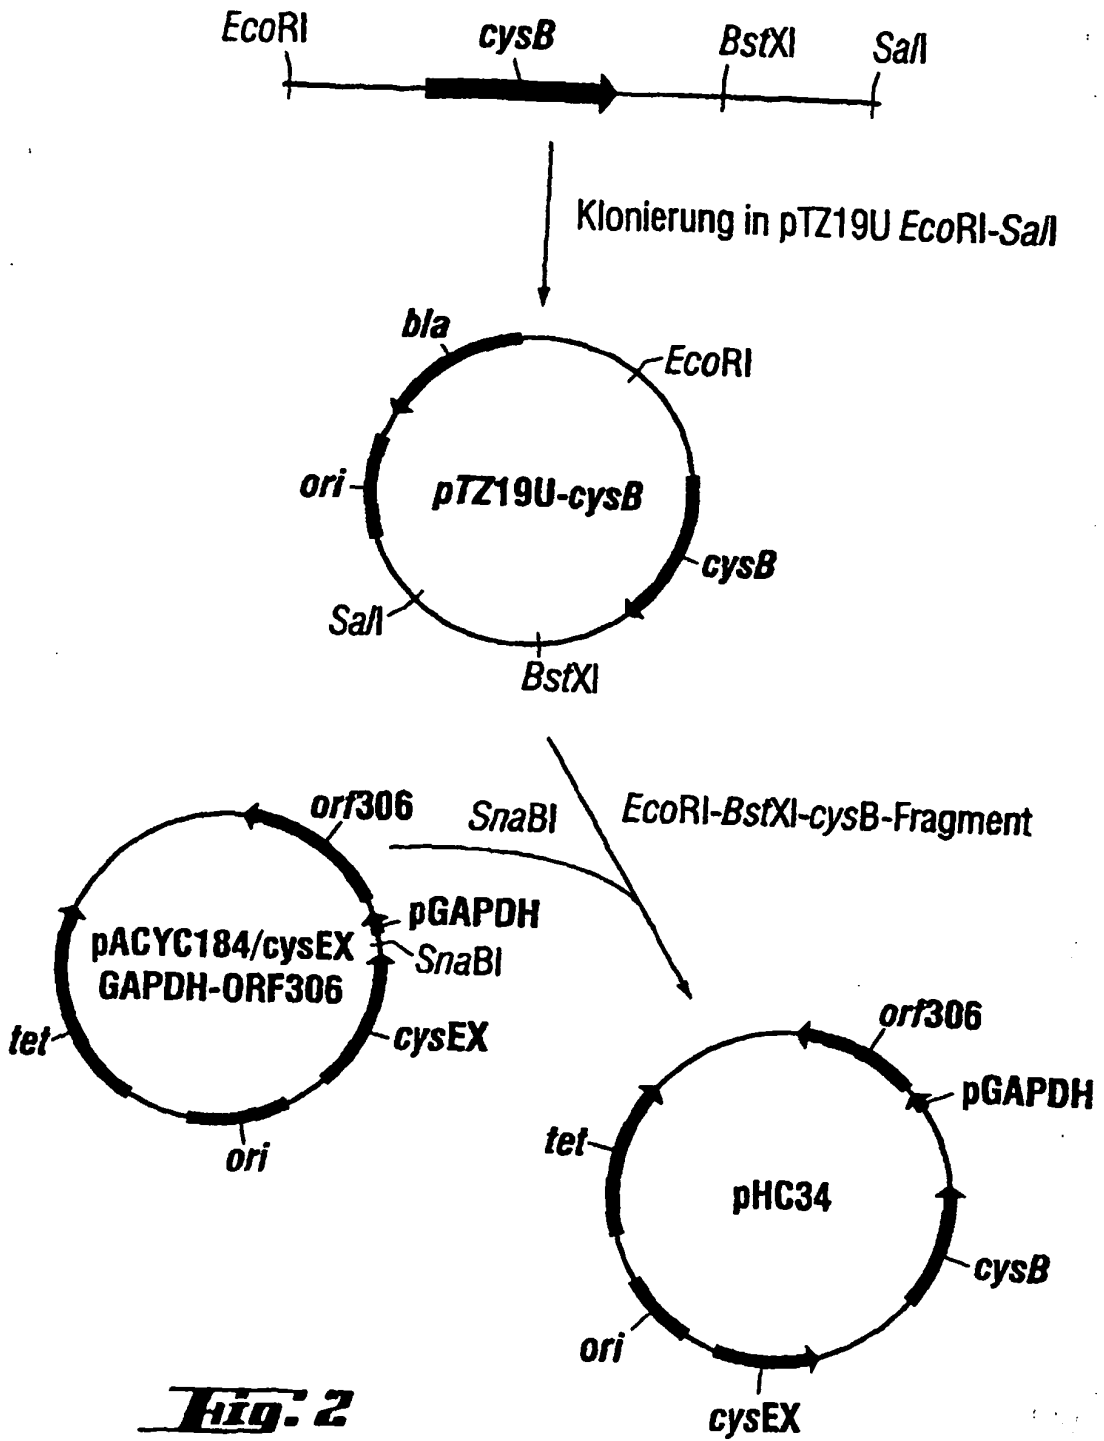 EcoRI
cysB
BstXI
SalI
Klonierung in pTZ19U EcoRI-SalI
bla
EcoRI
ori
pTZ19U-cysB
cysB
SalI
BstXI
orf306
SnaBI
EcoRI-BstXI-cysB-Fragment
pGAPDH
pACYC184/cysEX
GAPDH-ORF306
SnaBI
tet
cysEX
ori
orf306
pGAPDH
tet
pHC34
cysB
ori
cysEX
Fig. 2